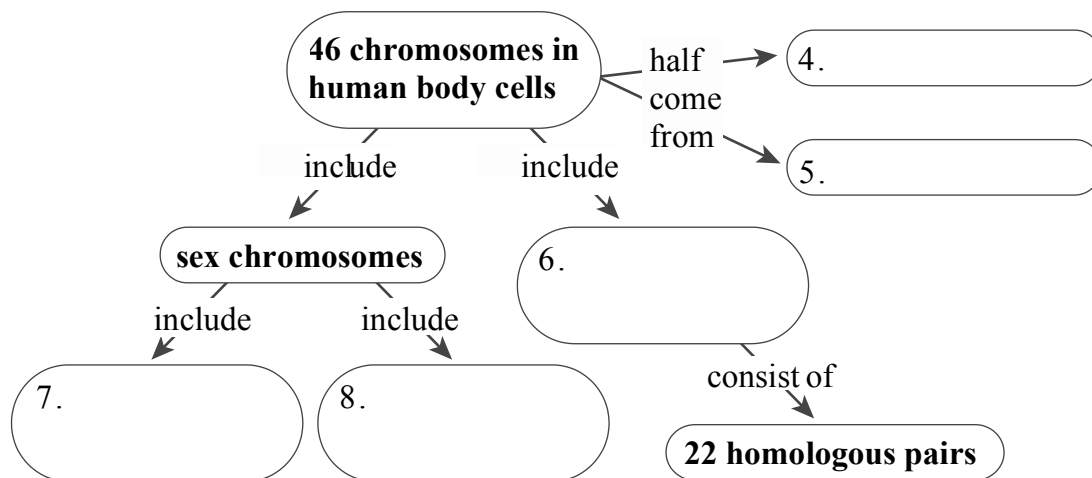 46 chromosomes in
human body cells
half
come
from
4.
5.
include
include
sex chromosomes
6.
include
include
7.
8.
consist of
22 homologous pairs